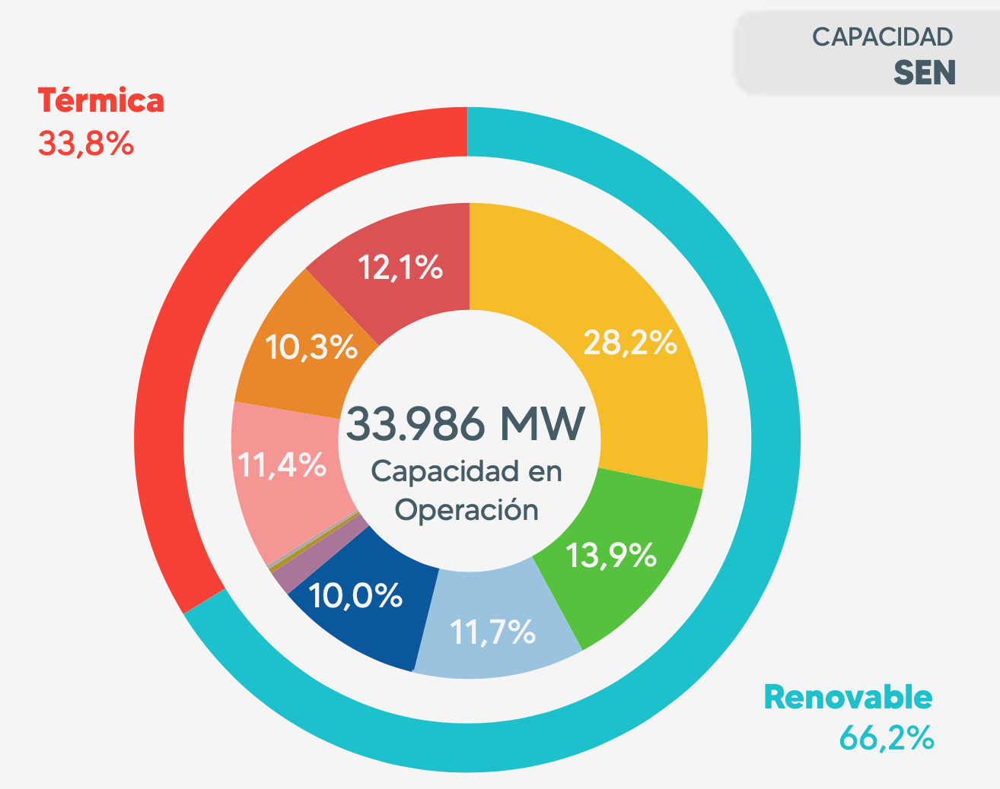 CAPACIDAD
SEN
Térmica
33,8%
12,1%
28,2%
10,3%
33.986 MW
Capacidad en
Operación
11,4%
13,9%
10,0%
11,7%
Renovable
66,2%